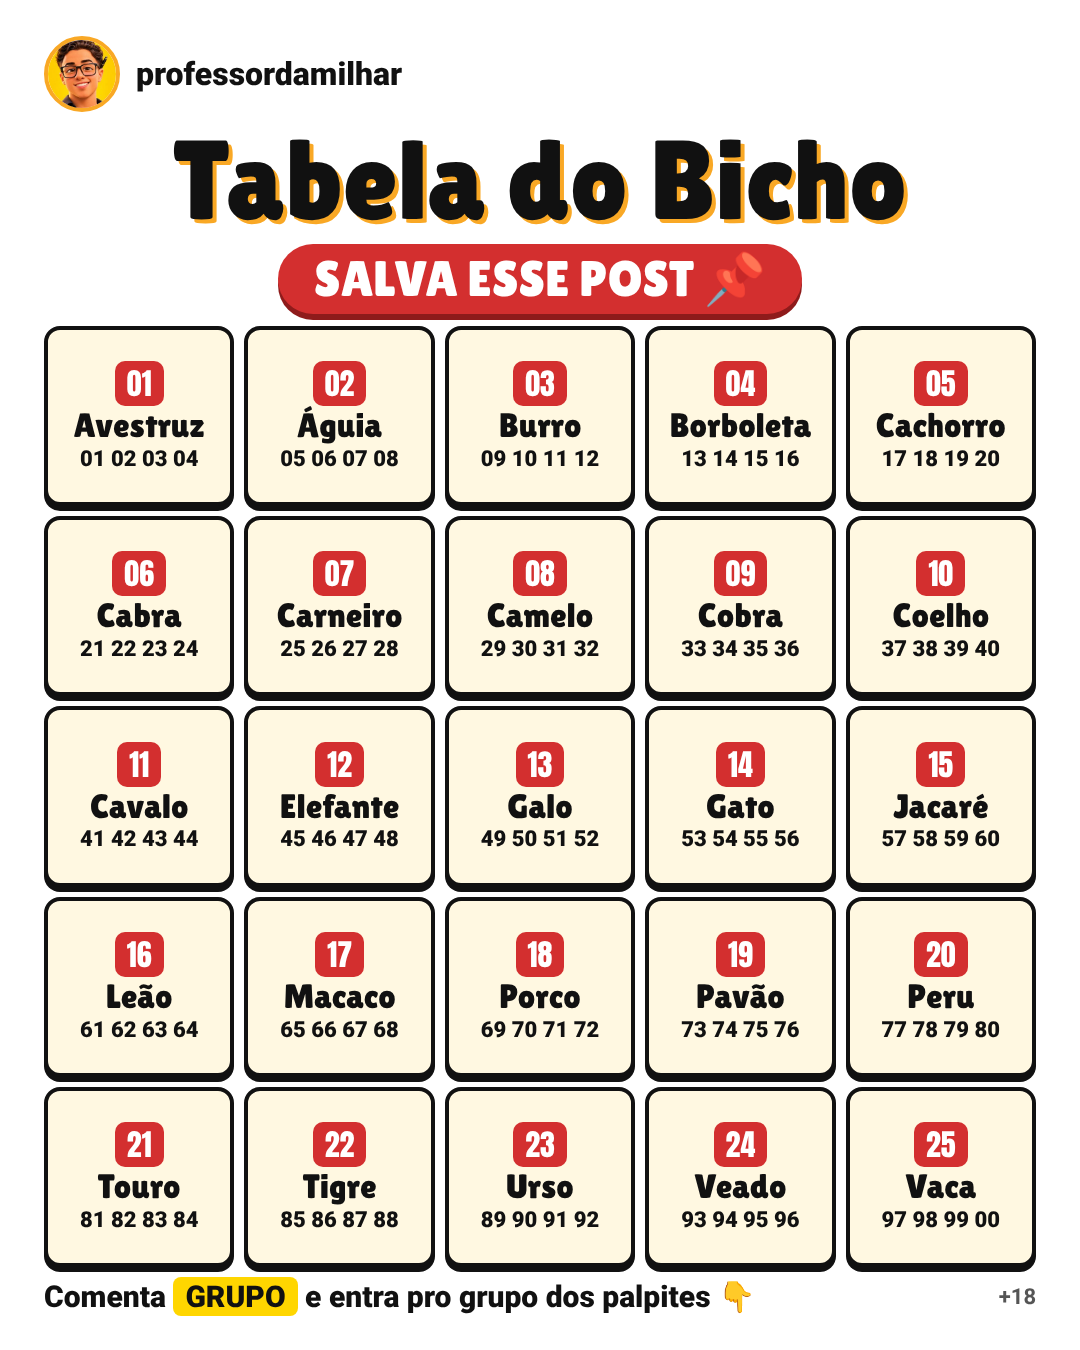 professordamilhar
Tabela do Bicho
SALVA ESSE POST 📌
01 02 03 04 05
Avestruz Águia Burro Borboleta Cachorro
01 02 03 04 05 06 07 08 09 10 11 12 13 14 15 16 17 18 19 20
06 07 08 09 10
Cabra Carneiro Camelo Cobra Coelho
21 22 23 24 25 26 27 28 29 30 31 32 33 34 35 36 37 38 39 40
11 12 13 14 15
Cavalo Elefante Galo Gato Jacaré
41 42 43 44 45 46 47 48 49 50 51 52 53 54 55 56 57 58 59 60
16 17 18 19 20
Leão Macaco Porco Pavão Peru
61 62 63 64 65 66 67 68 69 70 71 72 73 74 75 76 77 78 79 80
21 22 23 24 25
Touro Tigre Urso Veado Vaca
81 82 83 84 85 86 87 88 89 90 91 92 93 94 95 96 97 98 99 00
Comenta GRUPO e entra pro grupo dos palpites 👇 +18